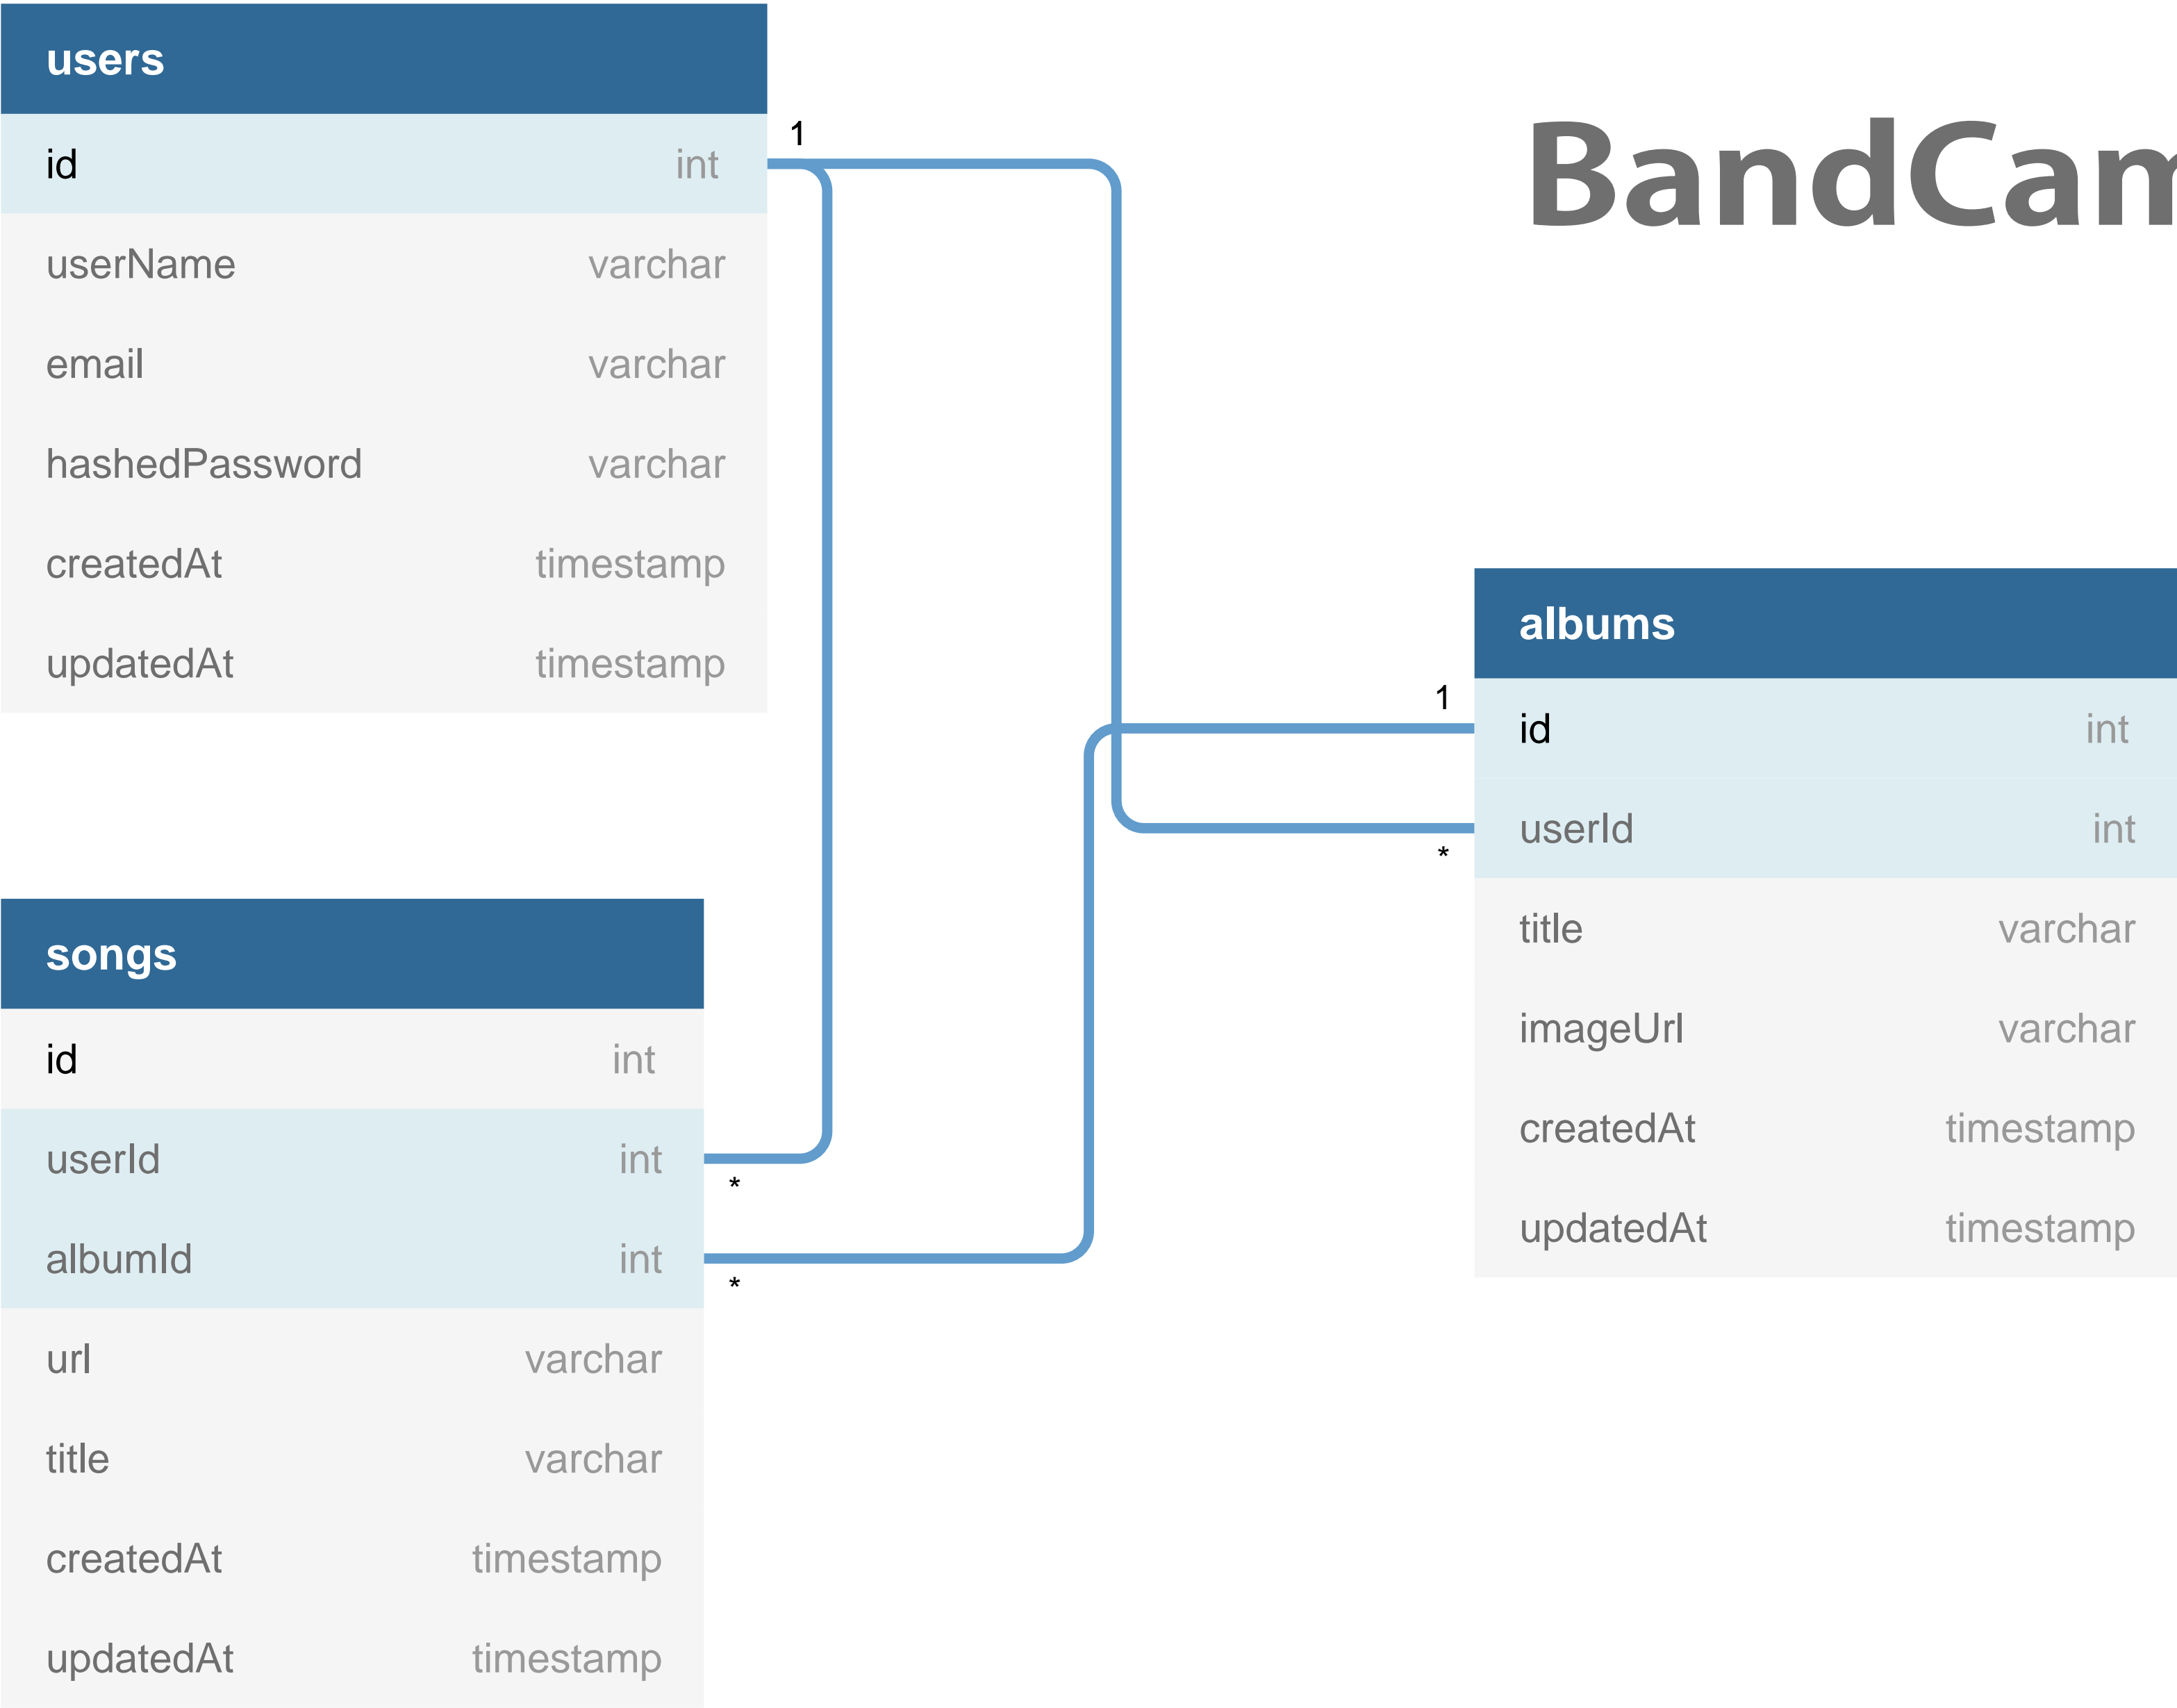 users
1
id int
userName varchar
email varchar
hashedPassword varchar
createdAt timestamp
updatedAt timestamp
songs
id int
userId int
*
albumId int
*
url varchar
title varchar
createdAt timestamp
updatedAt timestamp
albums
1
id int
userId int
*
title varchar
imageUrl varchar
createdAt timestamp
updatedAt timestamp